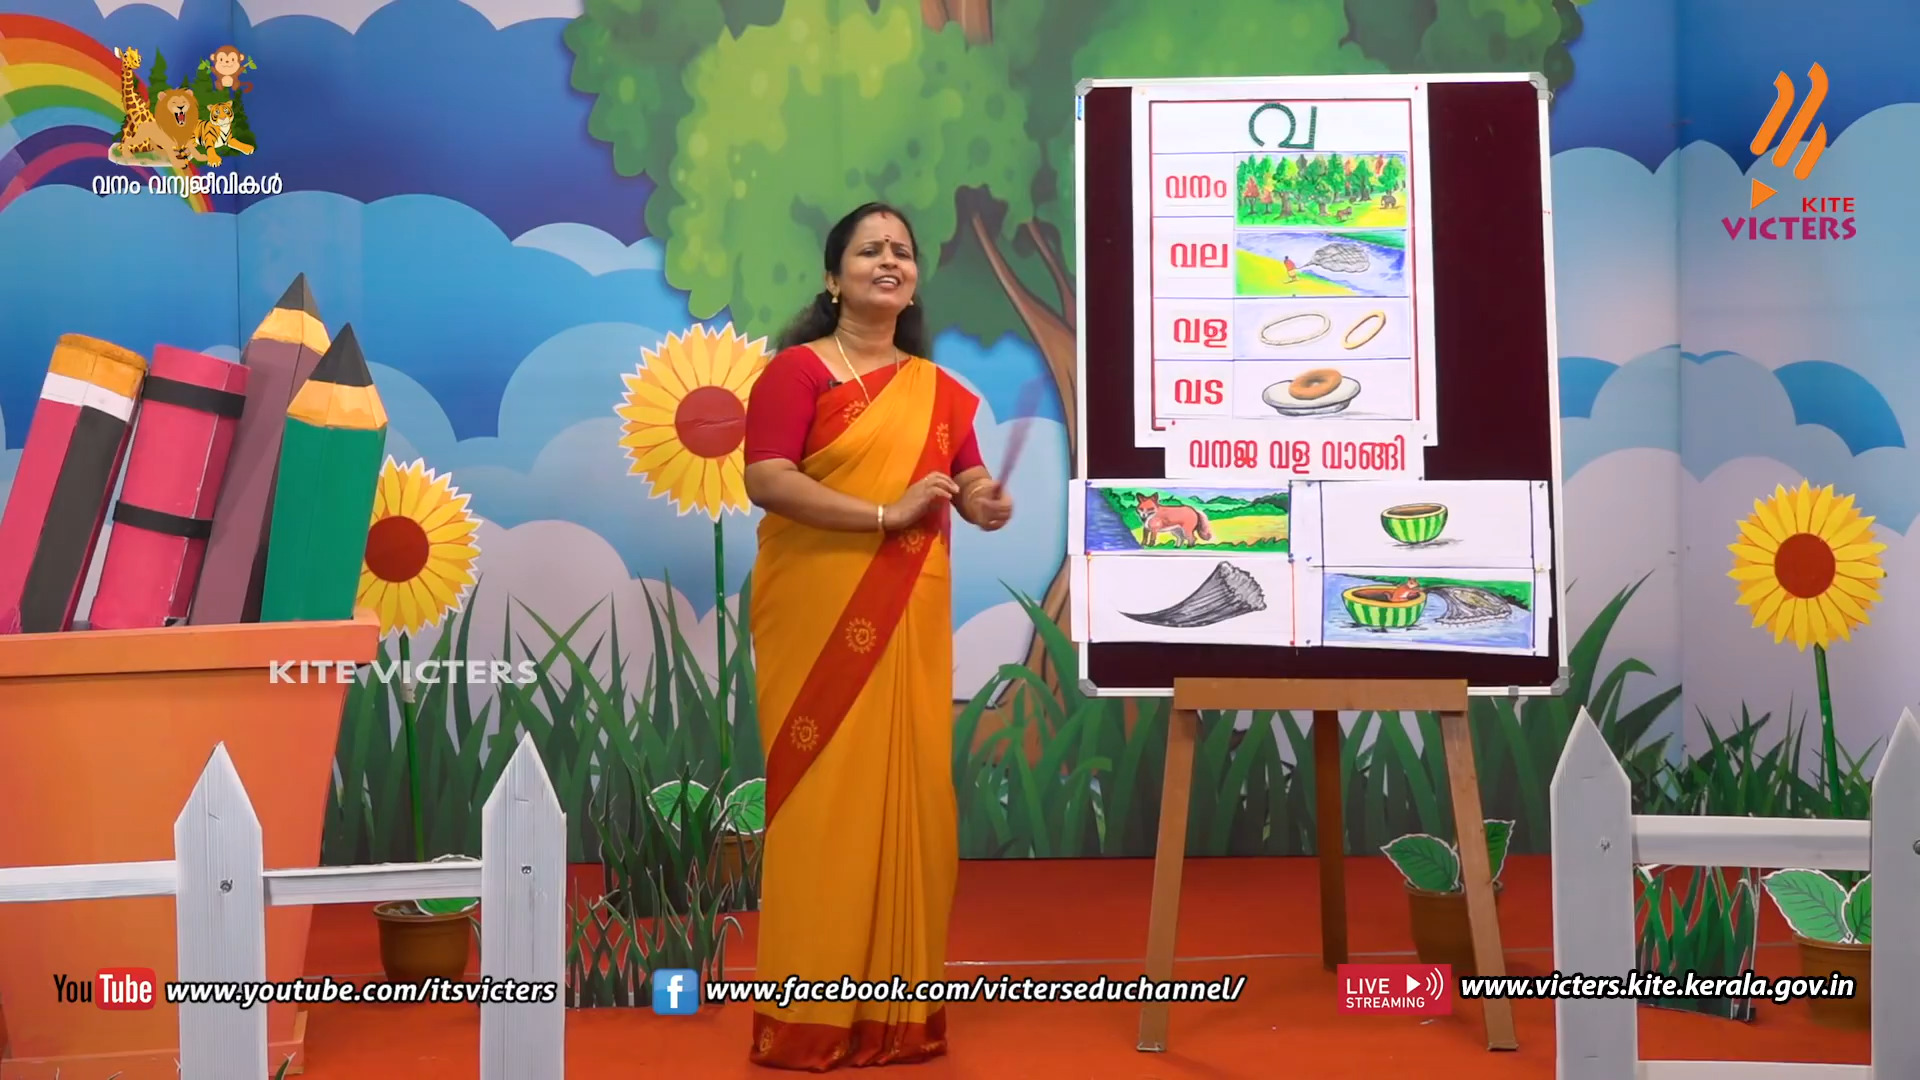 വനം വന്യജീവികൾ
KITE
VICTERS
വ
വനം
വല
വള
വട
വനജ വള വാങ്ങി
KITE VICTERS
YouTube www.youtube.com/itsvicters
f www.facebook.com/victerseduchannel/
LIVE STREAMING www.victers.kite.kerala.gov.in